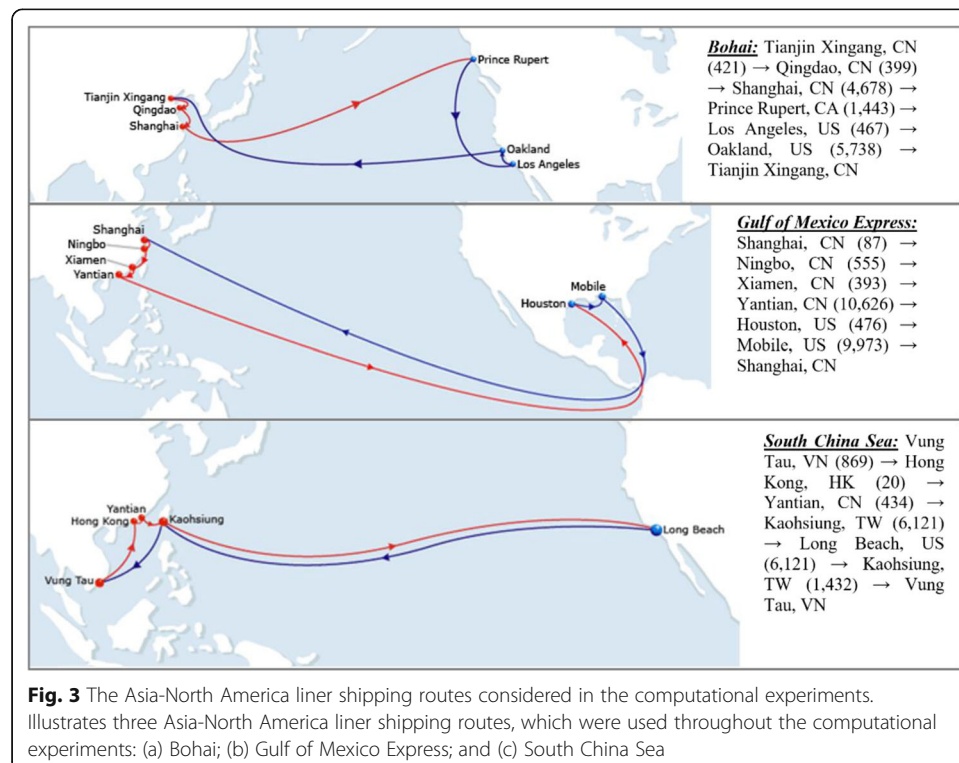 Prince Rupert
Tianjin Xingang
Qingdao
Shanghai
Oakland
Los Angeles
Bohai: Tianjin Xingang, CN
(421) → Qingdao, CN (399)
→ Shanghai, CN (4,678) →
Prince Rupert, CA (1,443) →
Los Angeles, US (467) →
Oakland, US (5,738) →
Tianjin Xingang, CN
Shanghai
Ningbo
Xiamen
Yantian
Mobile
Houston
Gulf of Mexico Express:
Shanghai, CN (87) →
Ningbo, CN (555) →
Xiamen, CN (393) →
Yantian, CN (10,626) →
Houston, US (476) →
Mobile, US (9,973) →
Shanghai, CN
Yantian
Hong Kong
Kaohsiung
Vung Tau
Long Beach
South China Sea: Vung
Tau, VN (869) → Hong
Kong, HK (20) →
Yantian, CN (434) →
Kaohsiung, TW (6,121)
→ Long Beach, US
(6,121) → Kaohsiung,
TW (1,432) → Vung
Tau, VN
Fig. 3 The Asia-North America liner shipping routes considered in the computational experiments.
Illustrates three Asia-North America liner shipping routes, which were used throughout the computational
experiments: (a) Bohai; (b) Gulf of Mexico Express; and (c) South China Sea